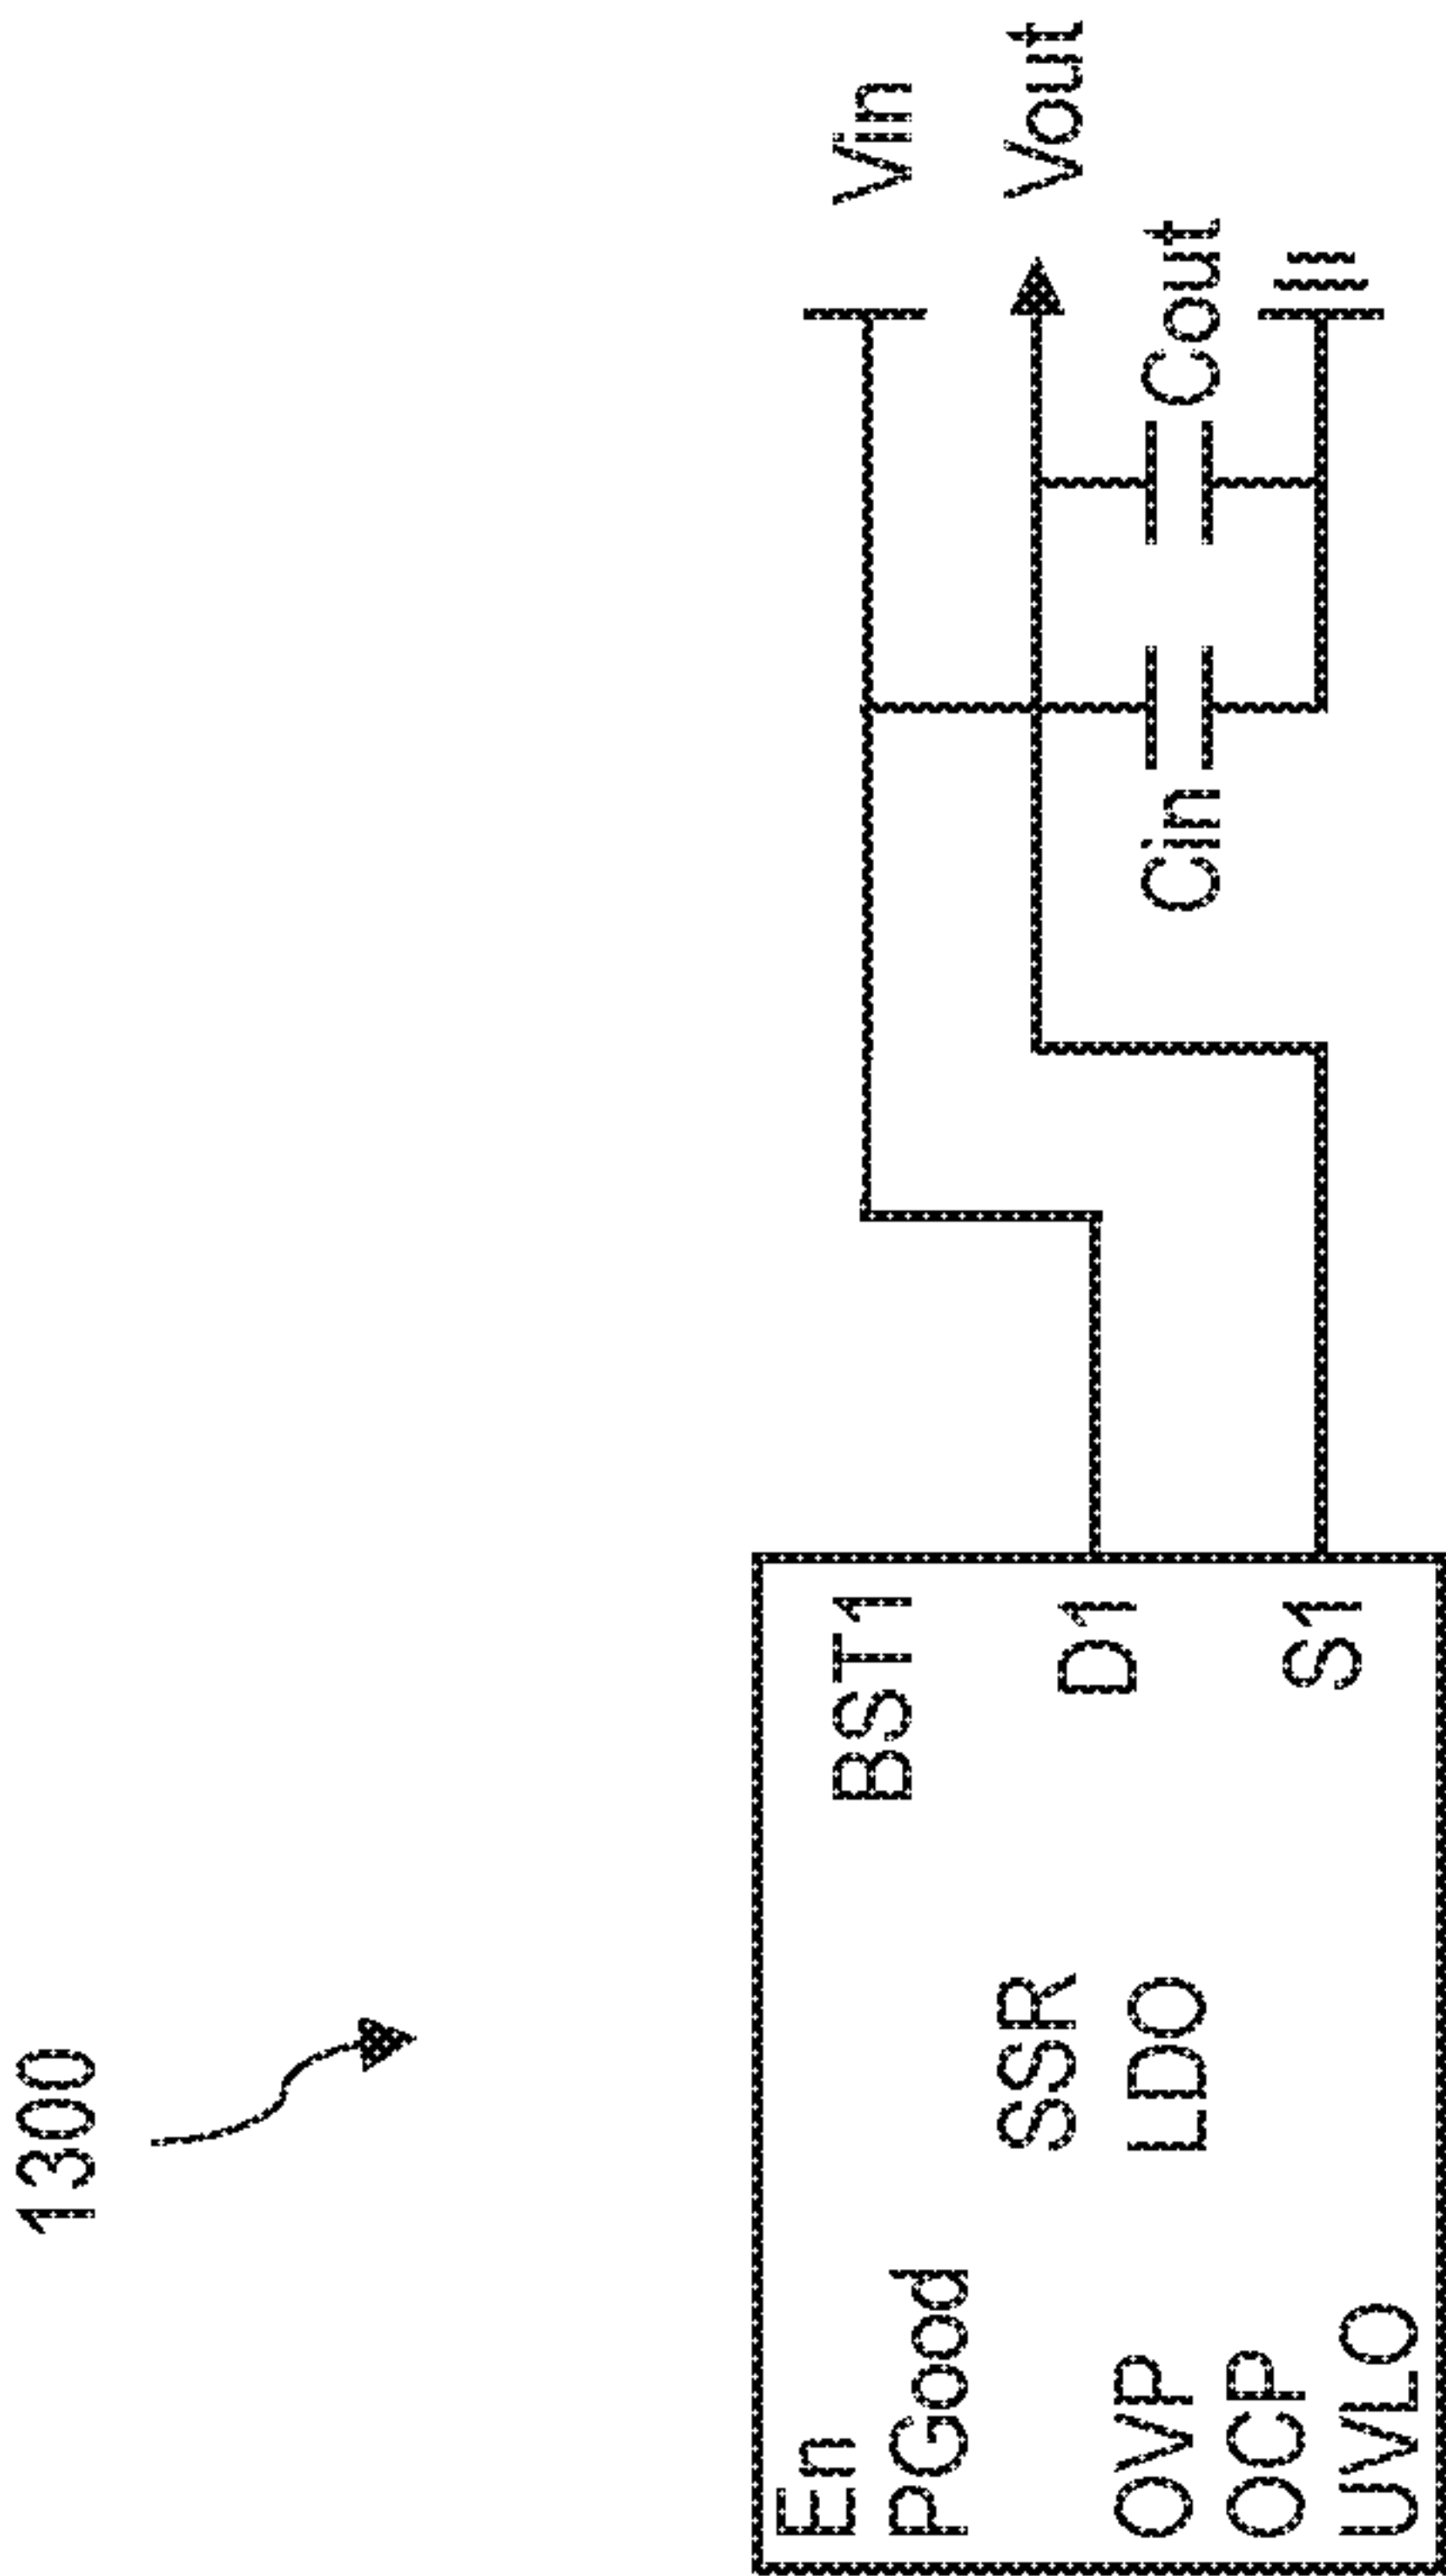 1300
En
PGood
OVP
OCP
UVLO
SSR
LDO
BST1
D1
S1
Vin
Vout
Cin
Cout